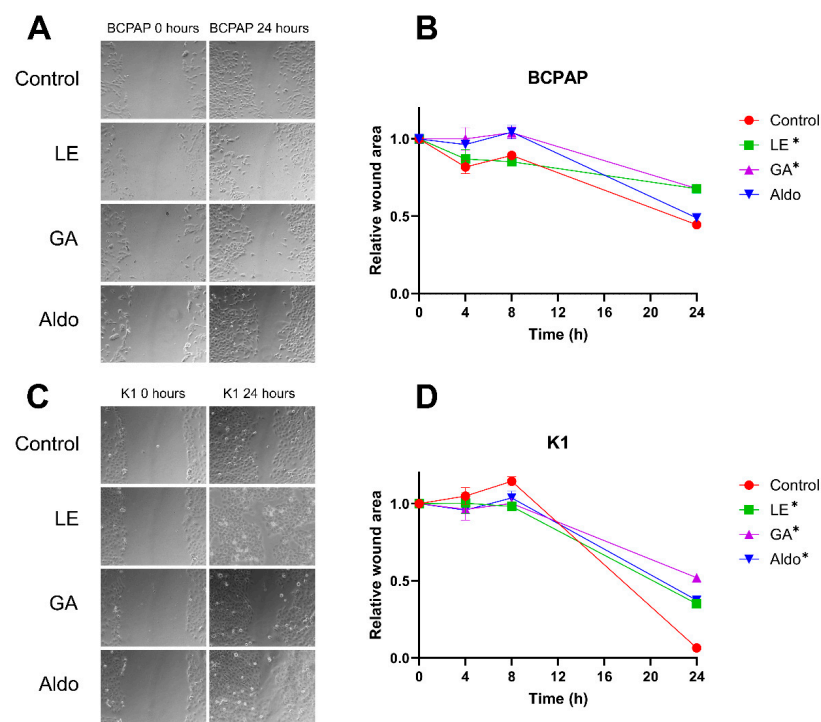 A
BCPAP 0 hours BCPAP 24 hours
Control
LE
GA
Aldo
B
BCPAP
Relative wound area
1.0
0.5
0.0
0 4 8 12 16 20 24
Time (h)
Control
LE *
GA *
Aldo
C
K1 0 hours K1 24 hours
Control
LE
GA
Aldo
D
K1
Relative wound area
1.0
0.5
0.0
0 4 8 12 16 20 24
Time (h)
Control
LE *
GA *
Aldo *